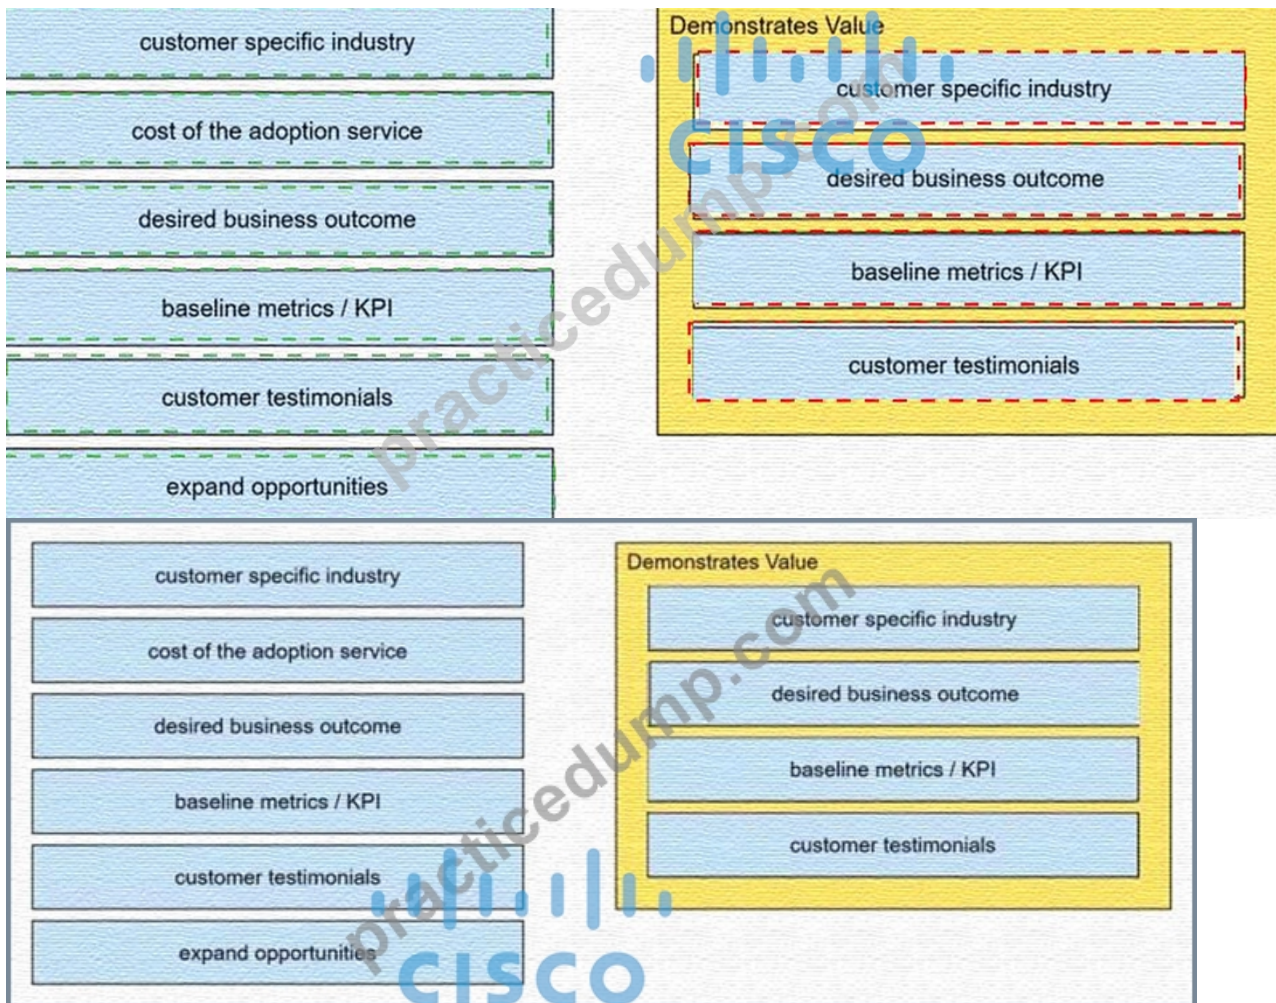 customer specific industry
cost of the adoption service
desired business outcome
baseline metrics / KPI
customer testimonials
expand opportunities
Demonstrates Value
customer specific industry
desired business outcome
baseline metrics / KPI
customer testimonials
CISCO
practicedump.com
customer specific industry
cost of the adoption service
desired business outcome
baseline metrics / KPI
customer testimonials
expand opportunities
Demonstrates Value
customer specific industry
desired business outcome
baseline metrics / KPI
customer testimonials
practicedump.com
CISCO